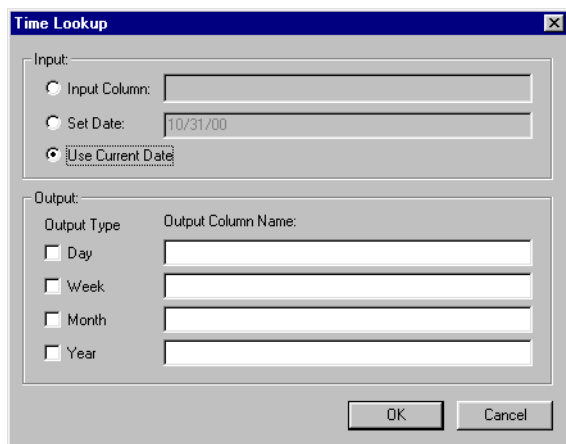 Time Lookup
Input:
Input Column:
Set Date: 10/31/00
Use Current Date
Output:
Output Type Output Column Name:
Day
Week
Month
Year
OK Cancel